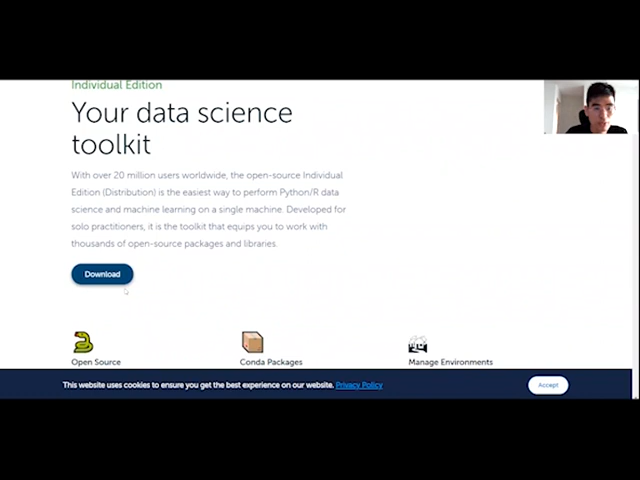 Individual Edition
Your data science
toolkit
With over 20 million users worldwide, the open-source Individual
Edition (Distribution) is the easiest way to perform Python/R data
science and machine learning on a single machine. Developed for
solo practitioners, it is the toolkit that equips you to work with
thousands of open-source packages and libraries.
Download
Open Source
Conda Packages
Manage Environments
This website uses cookies to ensure you get the best experience on our website. Privacy Policy
Accept